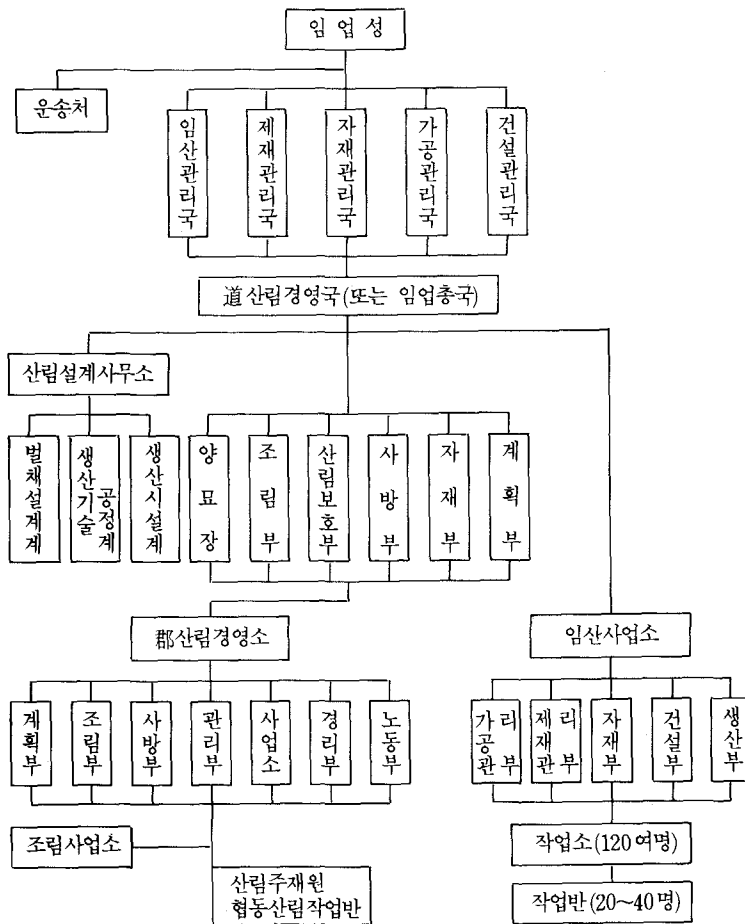 임업성
운송처
임산관리국
제재관리국
자재관리국
가공관리국
건설관리국
道산림경영국(또는 임업총국)
산림설계사무소
벌채설계계
생산기술
공정계
생산시설계
양묘장
조림부
산림보호부
사방부
자재부
계획부
郡산림경영소
임산사업소
계획부
조림부
사방부
관리부
사업소
경리부
노동부
가공관
리부
제재관
리부
자재부
건설부
생산부
조림사업소
작업소(120여명)
산림주재원
협동산림작업반
작업반(20~40명)